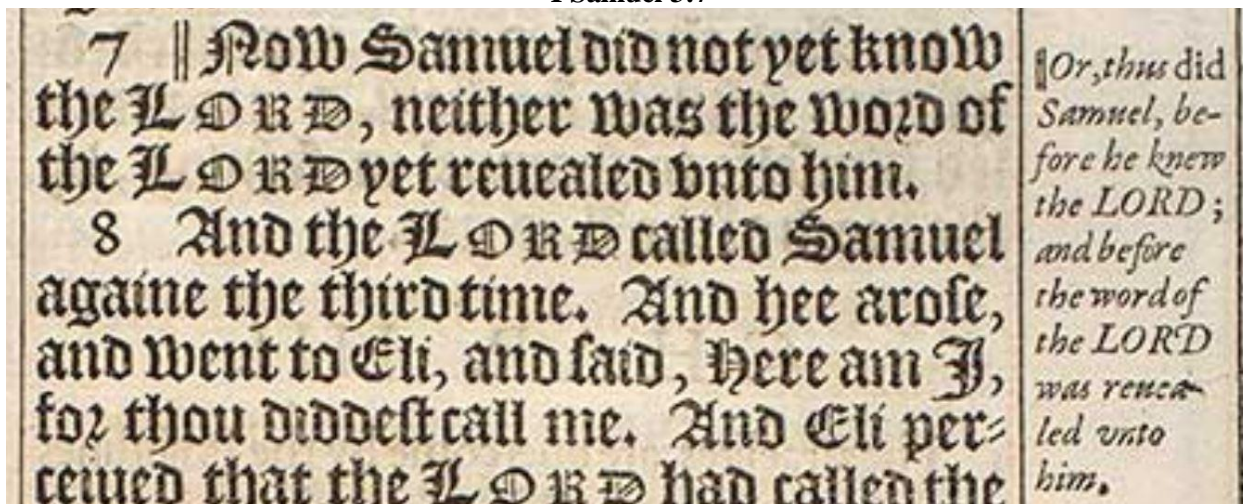 7 ‖ Now Samuel did not yet know
the LORD, neither was the word of
the LORD yet reuealed vnto him.
8 And the LORD called Samuel
againe the third time. And hee arose,
and went to Eli, and said, Here am I,
for thou diddest call me. And Eli per-
ceiued that the LORD had called the
‖Or, thus did
Samuel, be-
fore he knew
the LORD;
and before
the word of
the LORD
was reuea-
led vnto
him.